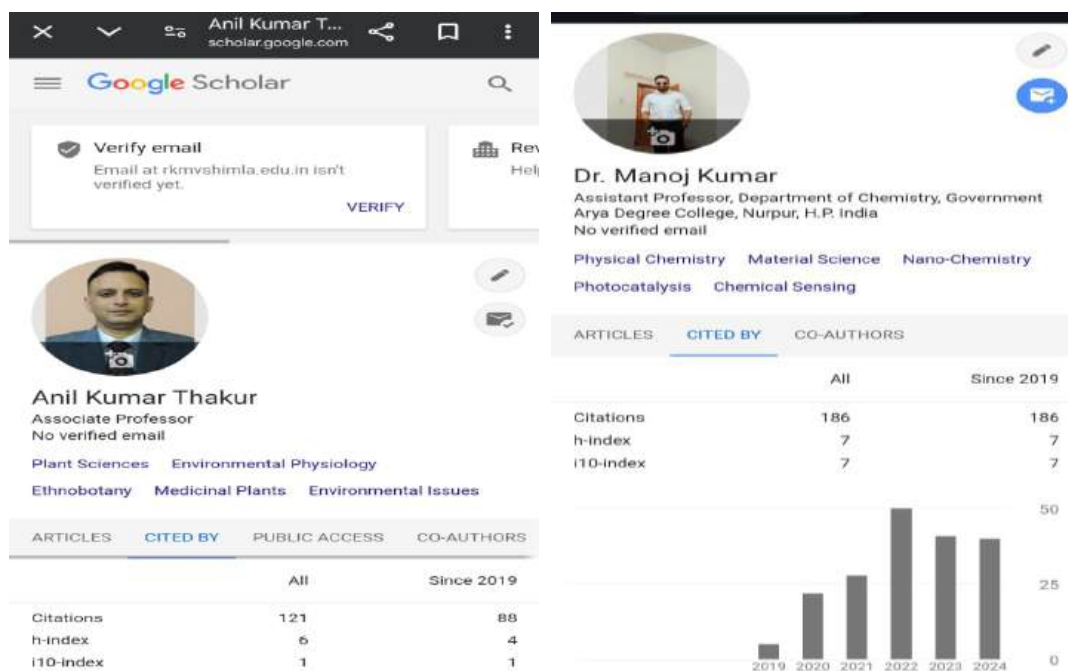 Anil Kumar T...
scholar.google.com
Google Scholar
Verify email
Email at rkmvshimla.edu.in isn't
verified yet.
VERIFY
Rev
Help
Anil Kumar Thakur
Associate Professor
No verified email
Plant Sciences Environmental Physiology
Ethnobotany Medicinal Plants Environmental Issues
ARTICLES CITED BY PUBLIC ACCESS CO-AUTHORS
All Since 2019
Citations 121 88
h-index 6 4
i10-index 1 1
Dr. Manoj Kumar
Assistant Professor, Department of Chemistry, Government
Arya Degree College, Nurpur, H.P. India
No verified email
Physical Chemistry Material Science Nano-Chemistry
Photocatalysis Chemical Sensing
ARTICLES CITED BY CO-AUTHORS
All Since 2019
Citations 186 186
h-index 7 7
i10-index 7 7
50
25
0
2019 2020 2021 2022 2023 2024